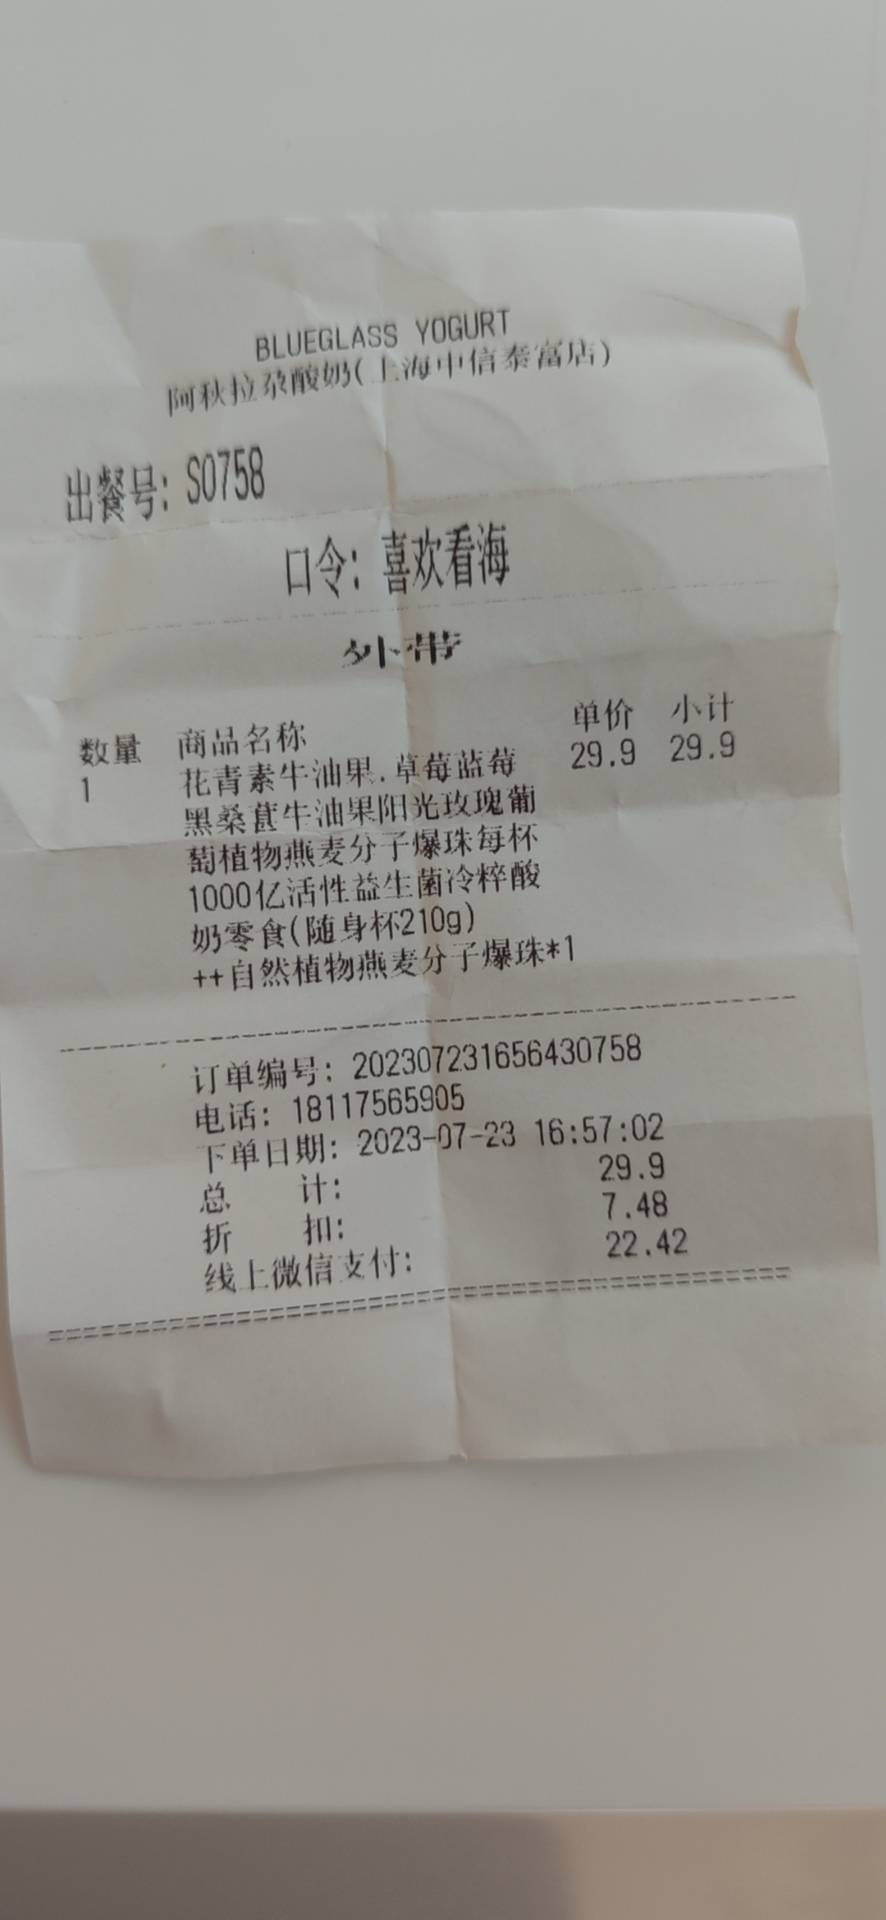 BLUEGLASS YOGURT
阿秋拉尕酸奶(上海中信泰富店)
出餐号: S0758
口令: 喜欢看海
外带
数量 商品名称 单价 小计
1 花青素牛油果.草莓蓝莓 29.9 29.9
黑桑葚牛油果阳光玫瑰葡
萄植物燕麦分子爆珠每杯
1000亿活性益生菌冷粹酸
奶零食(随身杯210g)
++自然植物燕麦分子爆珠*1
订单编号: 202307231656430758
电话: 18117565905
下单日期: 2023-07-23 16:57:02
总 计: 29.9
折 扣: 7.48
线上微信支付: 22.42